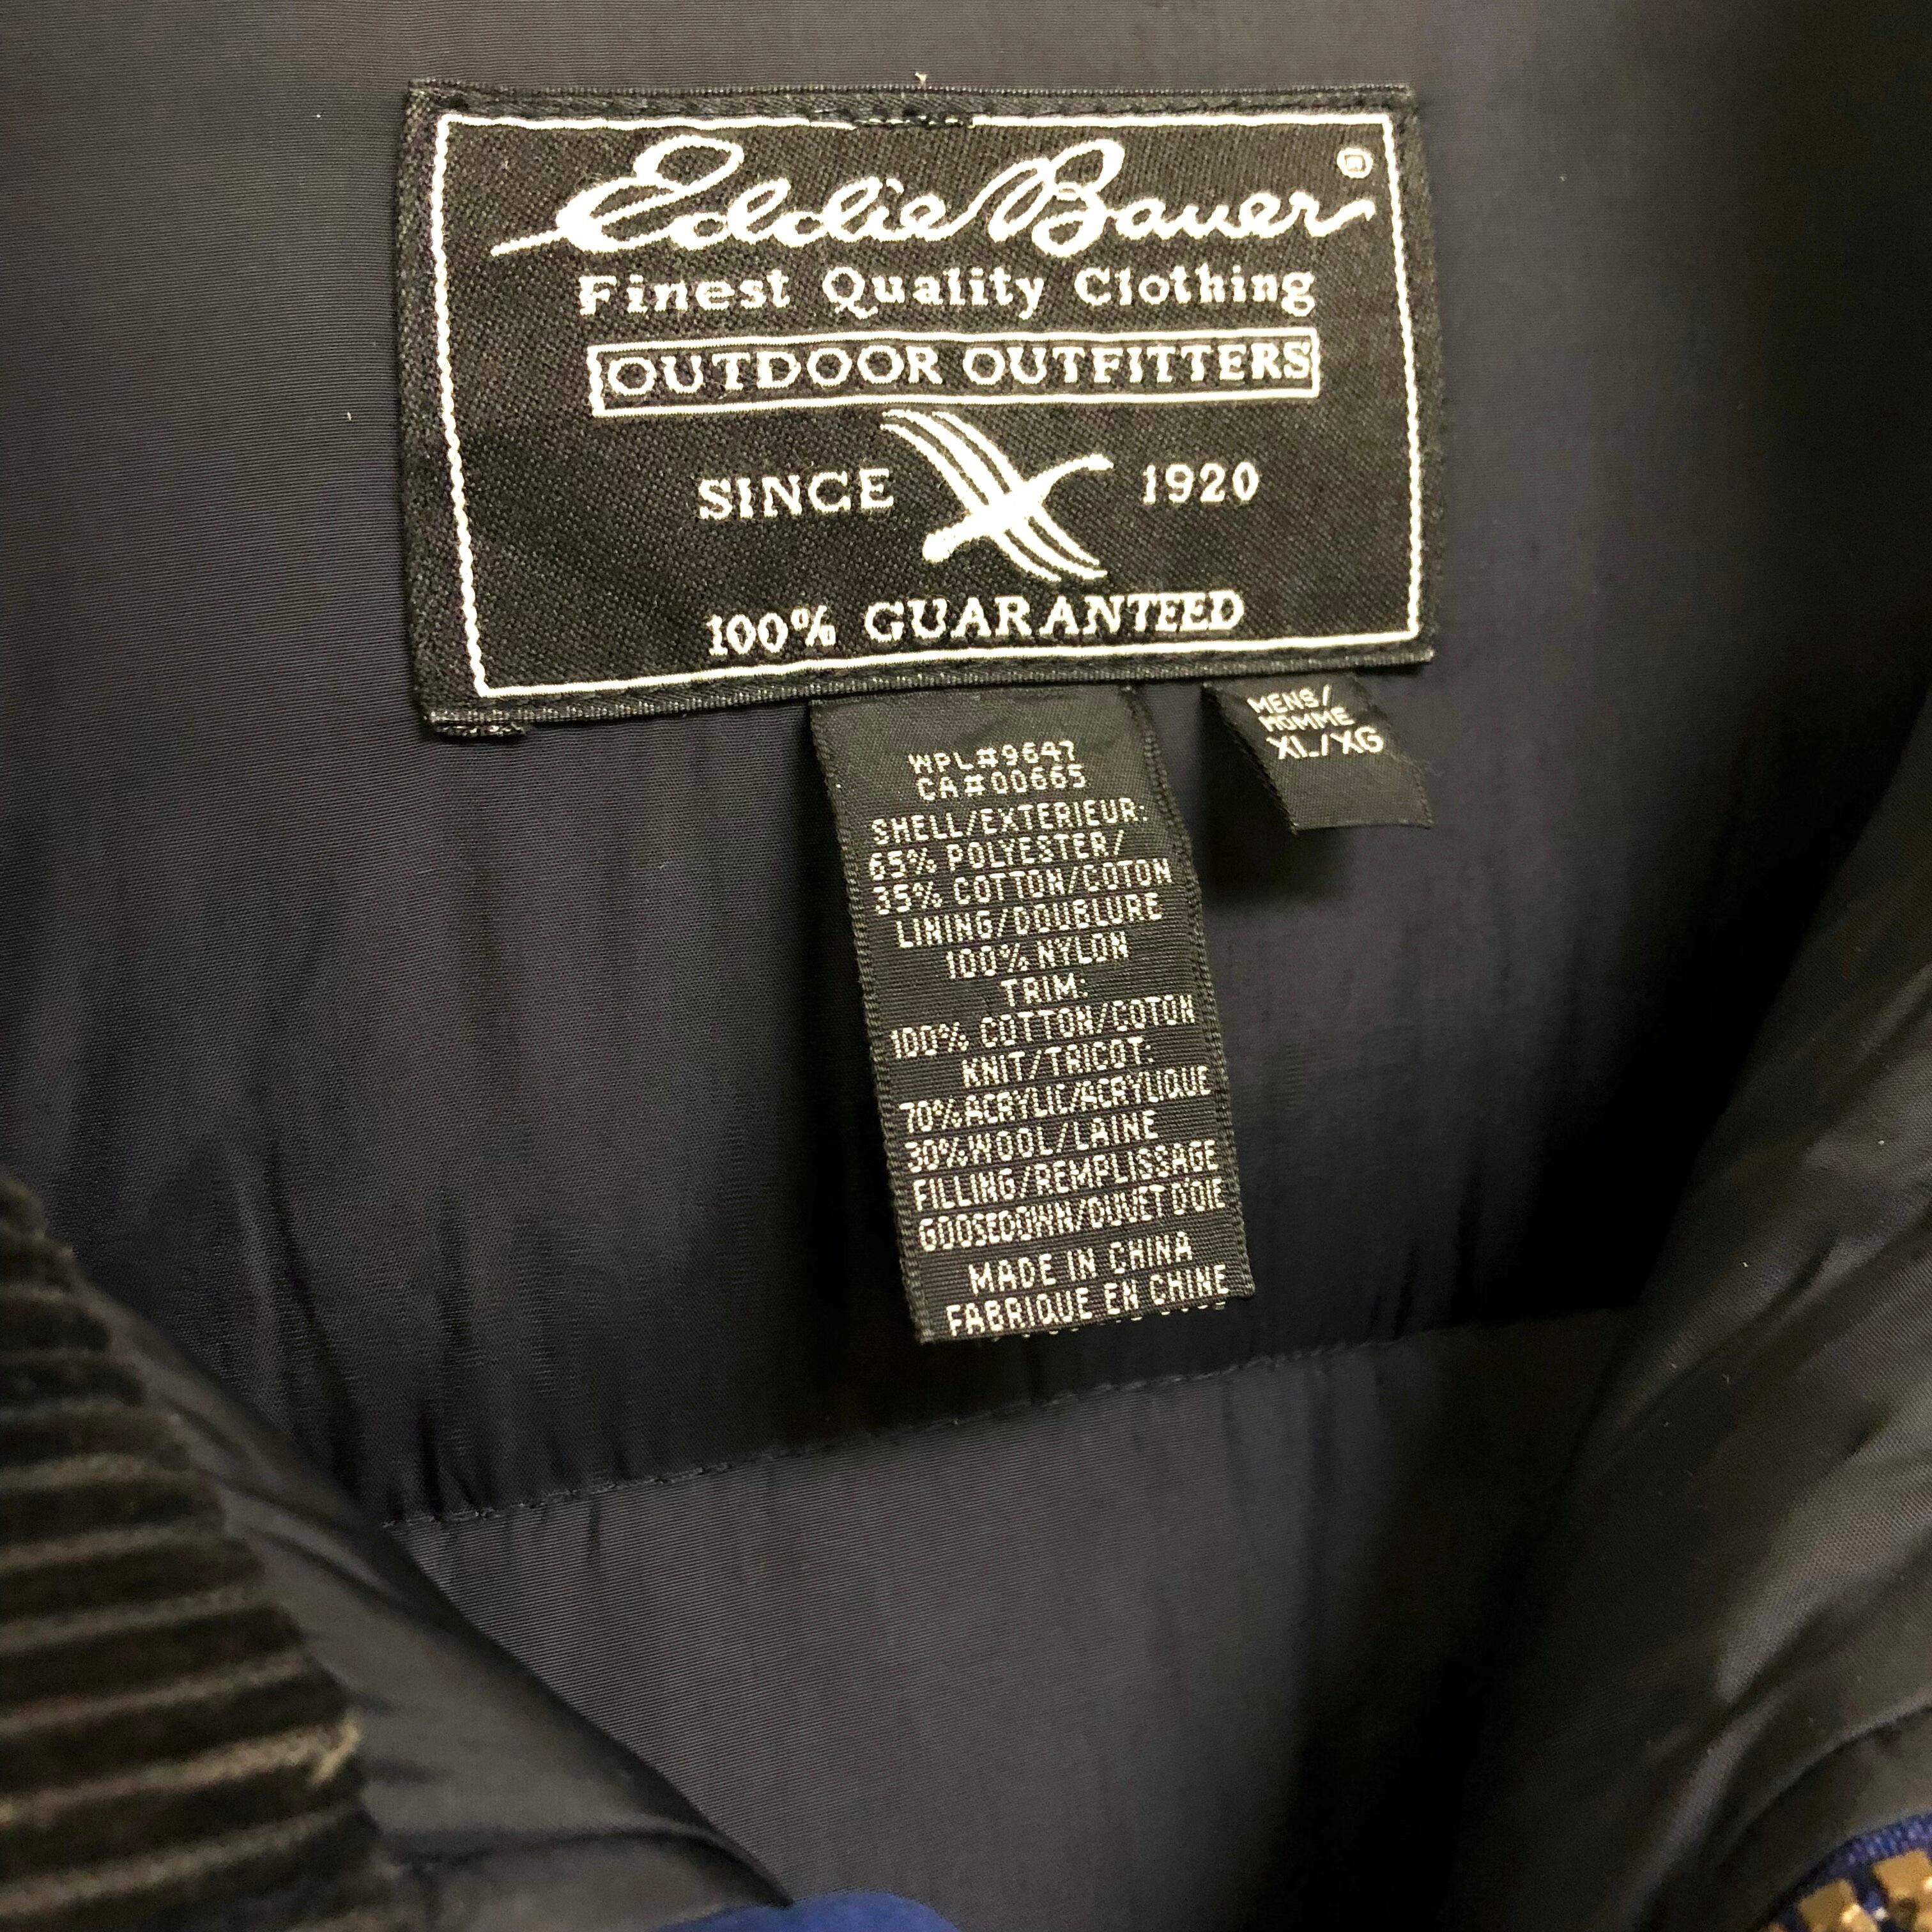 Eddie Bauer ®
Finest Quality Clothing
OUTDOOR OUTFITTERS
SINCE 1920
100% GUARANTEED
MENS/
HOMME
XL/XG
WPL#9647
CA#00665
SHELL/EXTERIEUR:
65% POLYESTER/
35% COTTON/COTON
LINING/DOUBLURE
100% NYLON
TRIM:
100% COTTON/COTON
KNIT/TRICOT:
70%ACRYLIC/ACRYLIQUE
30%WOOL/LAINE
FILLING/REMPLISSAGE
GOOSEDOWN/DUVET D'OIE
MADE IN CHINA
FABRIQUE EN CHINE